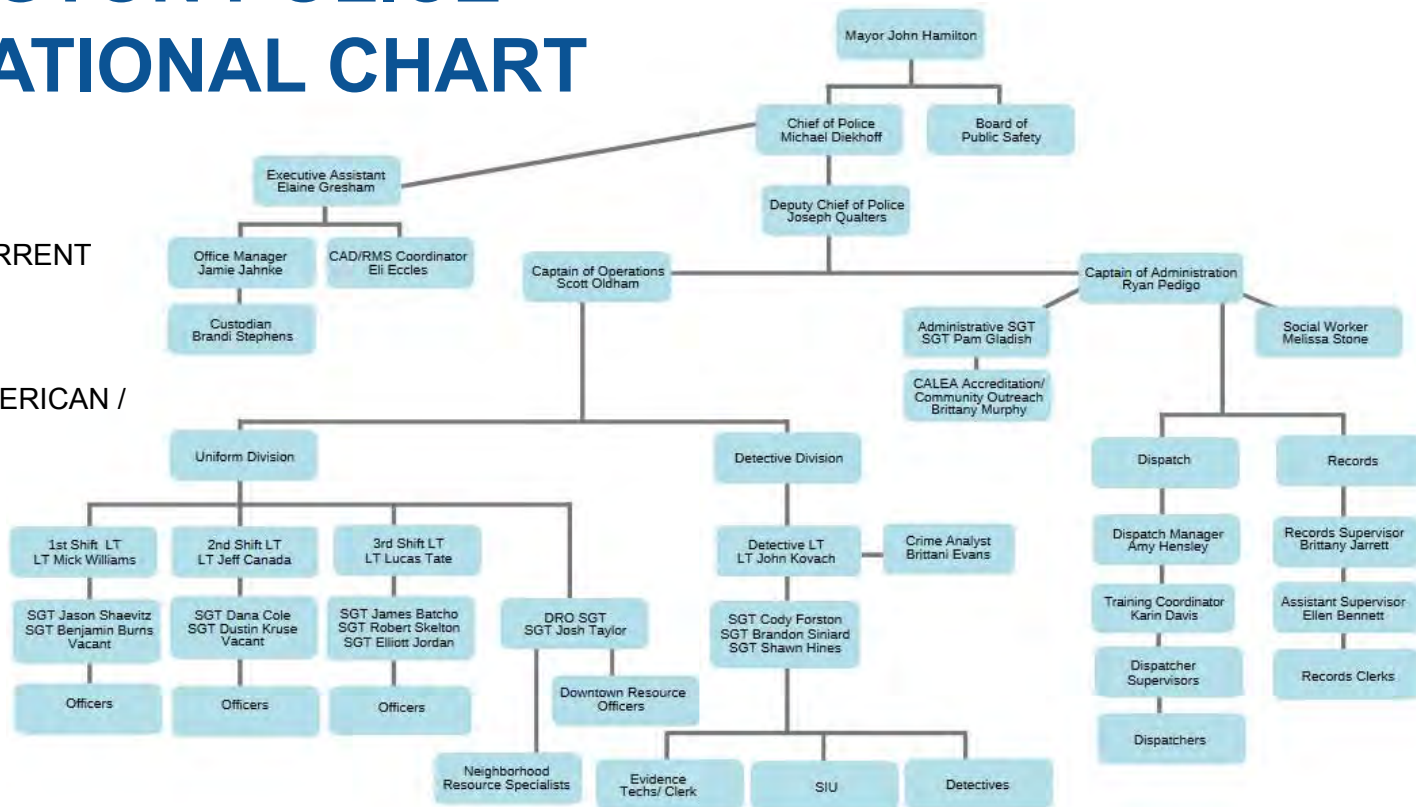 ATIONAL CHART
Mayor John Hamilton
Chief of Police
Michael Diekhoff
Board of
Public Safety
Executive Assistant
Elaine Gresham
Deputy Chief of Police
Joseph Qualters
RRENT
Office Manager
Jamie Jahnke
CAD/RMS Coordinator
Eli Eccles
Captain of Operations
Scott Oldham
Captain of Administration
Ryan Pedigo
Custodian
Brandi Stephens
Administrative SGT
SGT Pam Gladish
Social Worker
Melissa Stone
ERICAN /
CALEA Accreditation/
Community Outreach
Brittany Murphy
Uniform Division
Detective Division
Dispatch
Records
1st Shift LT
LT Mick Williams
2nd Shift LT
LT Jeff Canada
3rd Shift LT
LT Lucas Tate
Detective LT
LT John Kovach
Crime Analyst
Brittani Evans
Dispatch Manager
Amy Hensley
Records Supervisor
Brittany Jarrett
SGT Jason Shaevitz
SGT Benjamin Burns
Vacant
SGT Dana Cole
SGT Dustin Kruse
Vacant
SGT James Batcho
SGT Robert Skelton
SGT Elliott Jordan
DRO SGT
SGT Josh Taylor
SGT Cody Forston
SGT Brandon Siniard
SGT Shawn Hines
Training Coordinator
Karin Davis
Assistant Supervisor
Ellen Bennett
Officers
Officers
Officers
Downtown Resource
Officers
Dispatcher
Supervisors
Records Clerks
Dispatchers
Neighborhood
Resource Specialists
Evidence
Techs/ Clerk
SIU
Detectives